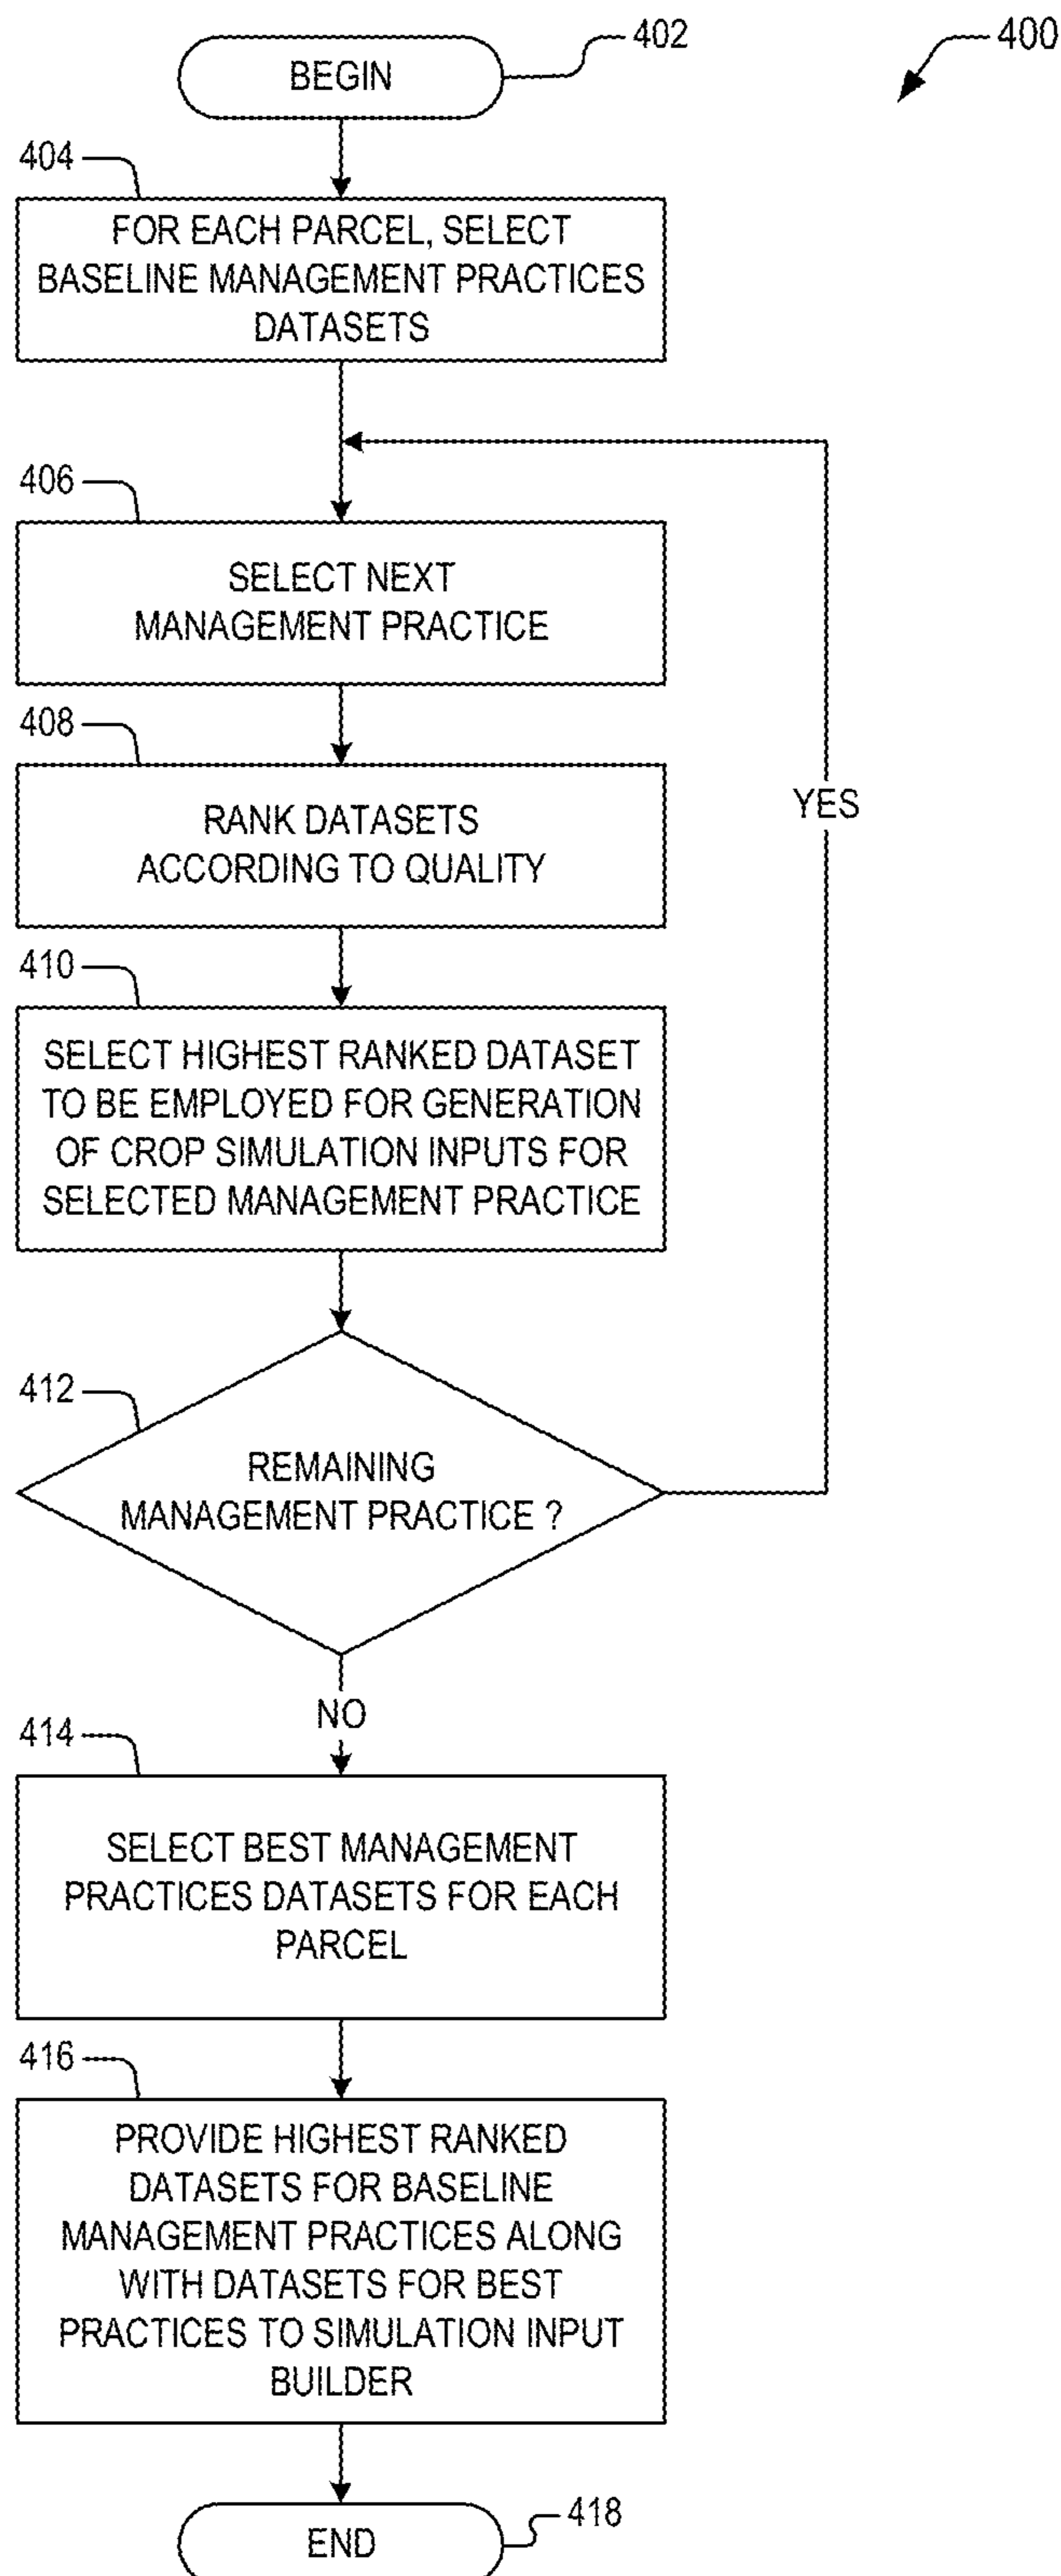 400
402
BEGIN
404
FOR EACH PARCEL, SELECT
BASELINE MANAGEMENT PRACTICES
DATASETS
406
SELECT NEXT
MANAGEMENT PRACTICE
408
RANK DATASETS
ACCORDING TO QUALITY
YES
410
SELECT HIGHEST RANKED DATASET
TO BE EMPLOYED FOR GENERATION
OF CROP SIMULATION INPUTS FOR
SELECTED MANAGEMENT PRACTICE
412
REMAINING
MANAGEMENT PRACTICE ?
NO
414
SELECT BEST MANAGEMENT
PRACTICES DATASETS FOR EACH
PARCEL
416
PROVIDE HIGHEST RANKED
DATASETS FOR BASELINE
MANAGEMENT PRACTICES ALONG
WITH DATASETS FOR BEST
PRACTICES TO SIMULATION INPUT
BUILDER
418
END